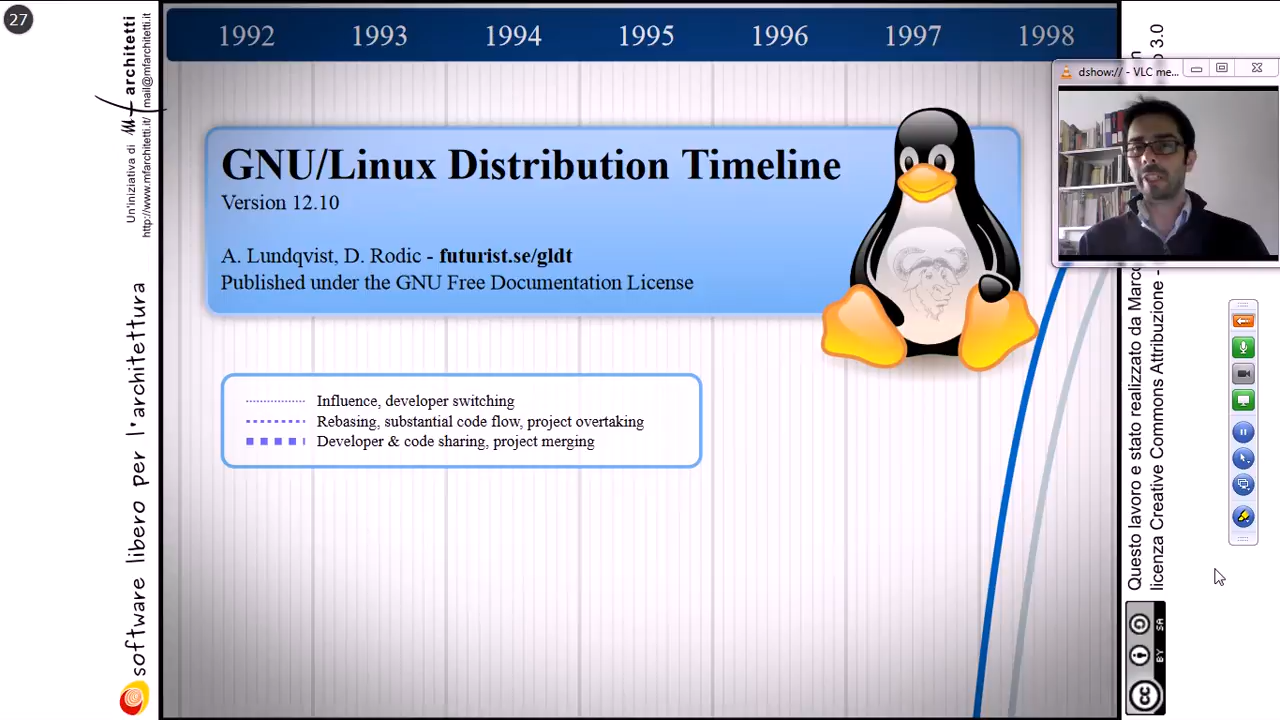 27
Un'iniziativa di M architetti
http://www.mfarchitetti.it/ mail@mfarchitetti.it
software libero per l'architettura
1992 1993 1994 1995 1996 1997 1998
GNU/Linux Distribution Timeline
Version 12.10
A. Lundqvist, D. Rodic - futurist.se/gldt
Published under the GNU Free Documentation License
Influence, developer switching
Rebasing, substantial code flow, project overtaking
Developer & code sharing, project merging
dshow:// - VLC me...
Questo lavoro è stato realizzato da Marco
licenza Creative Commons Attribuzione - 3.0
cc BY SA